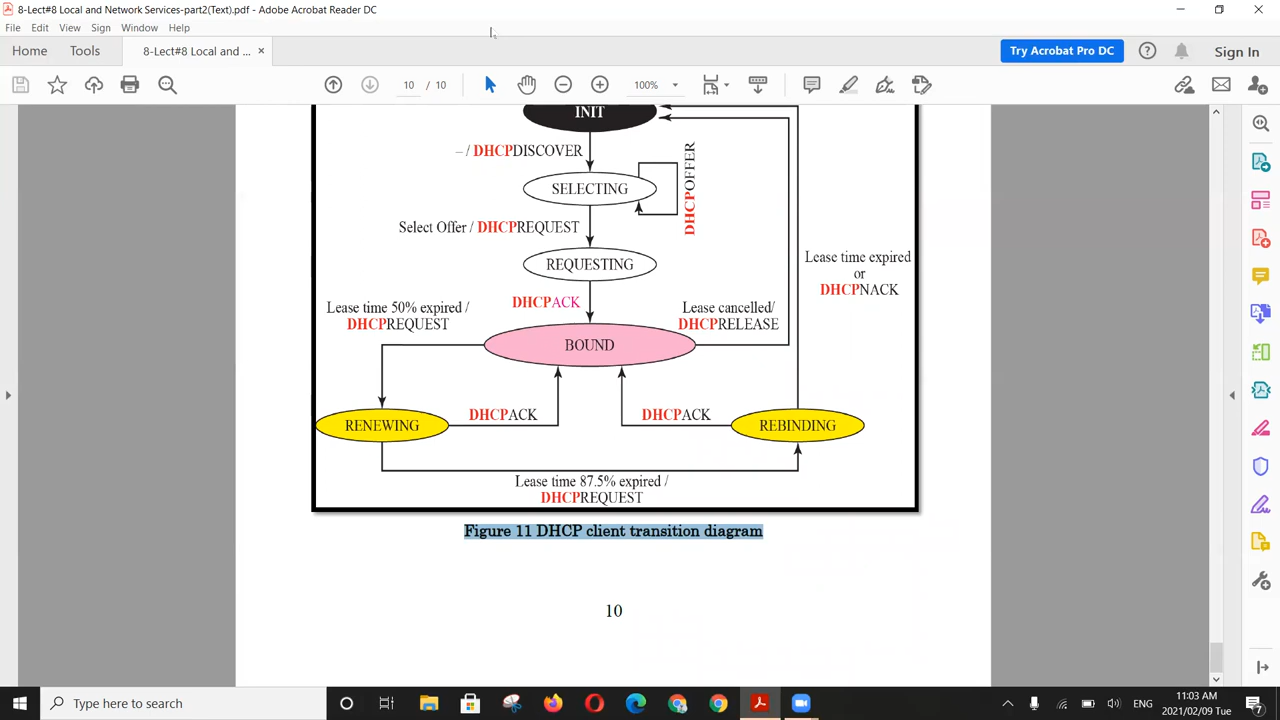 8-Lect#8 Local and Network Services-part2(Text).pdf - Adobe Acrobat Reader DC
File Edit View Sign Window Help
Home Tools 8-Lect#8 Local and ... × Try Acrobat Pro DC Sign In
10 / 10 100%
INIT
– / DHCPDISCOVER
SELECTING
DHCPOFFER
Select Offer / DHCPREQUEST
REQUESTING
Lease time expired
or
DHCPNACK
DHCPACK
Lease time 50% expired /
DHCPREQUEST
Lease cancelled/
DHCPRELEASE
BOUND
RENEWING
DHCPACK
DHCPACK
REBINDING
Lease time 87.5% expired /
DHCPREQUEST
Figure 11 DHCP client transition diagram
10
Type here to search
ENG
11:03 AM
2021/02/09 Tue
7